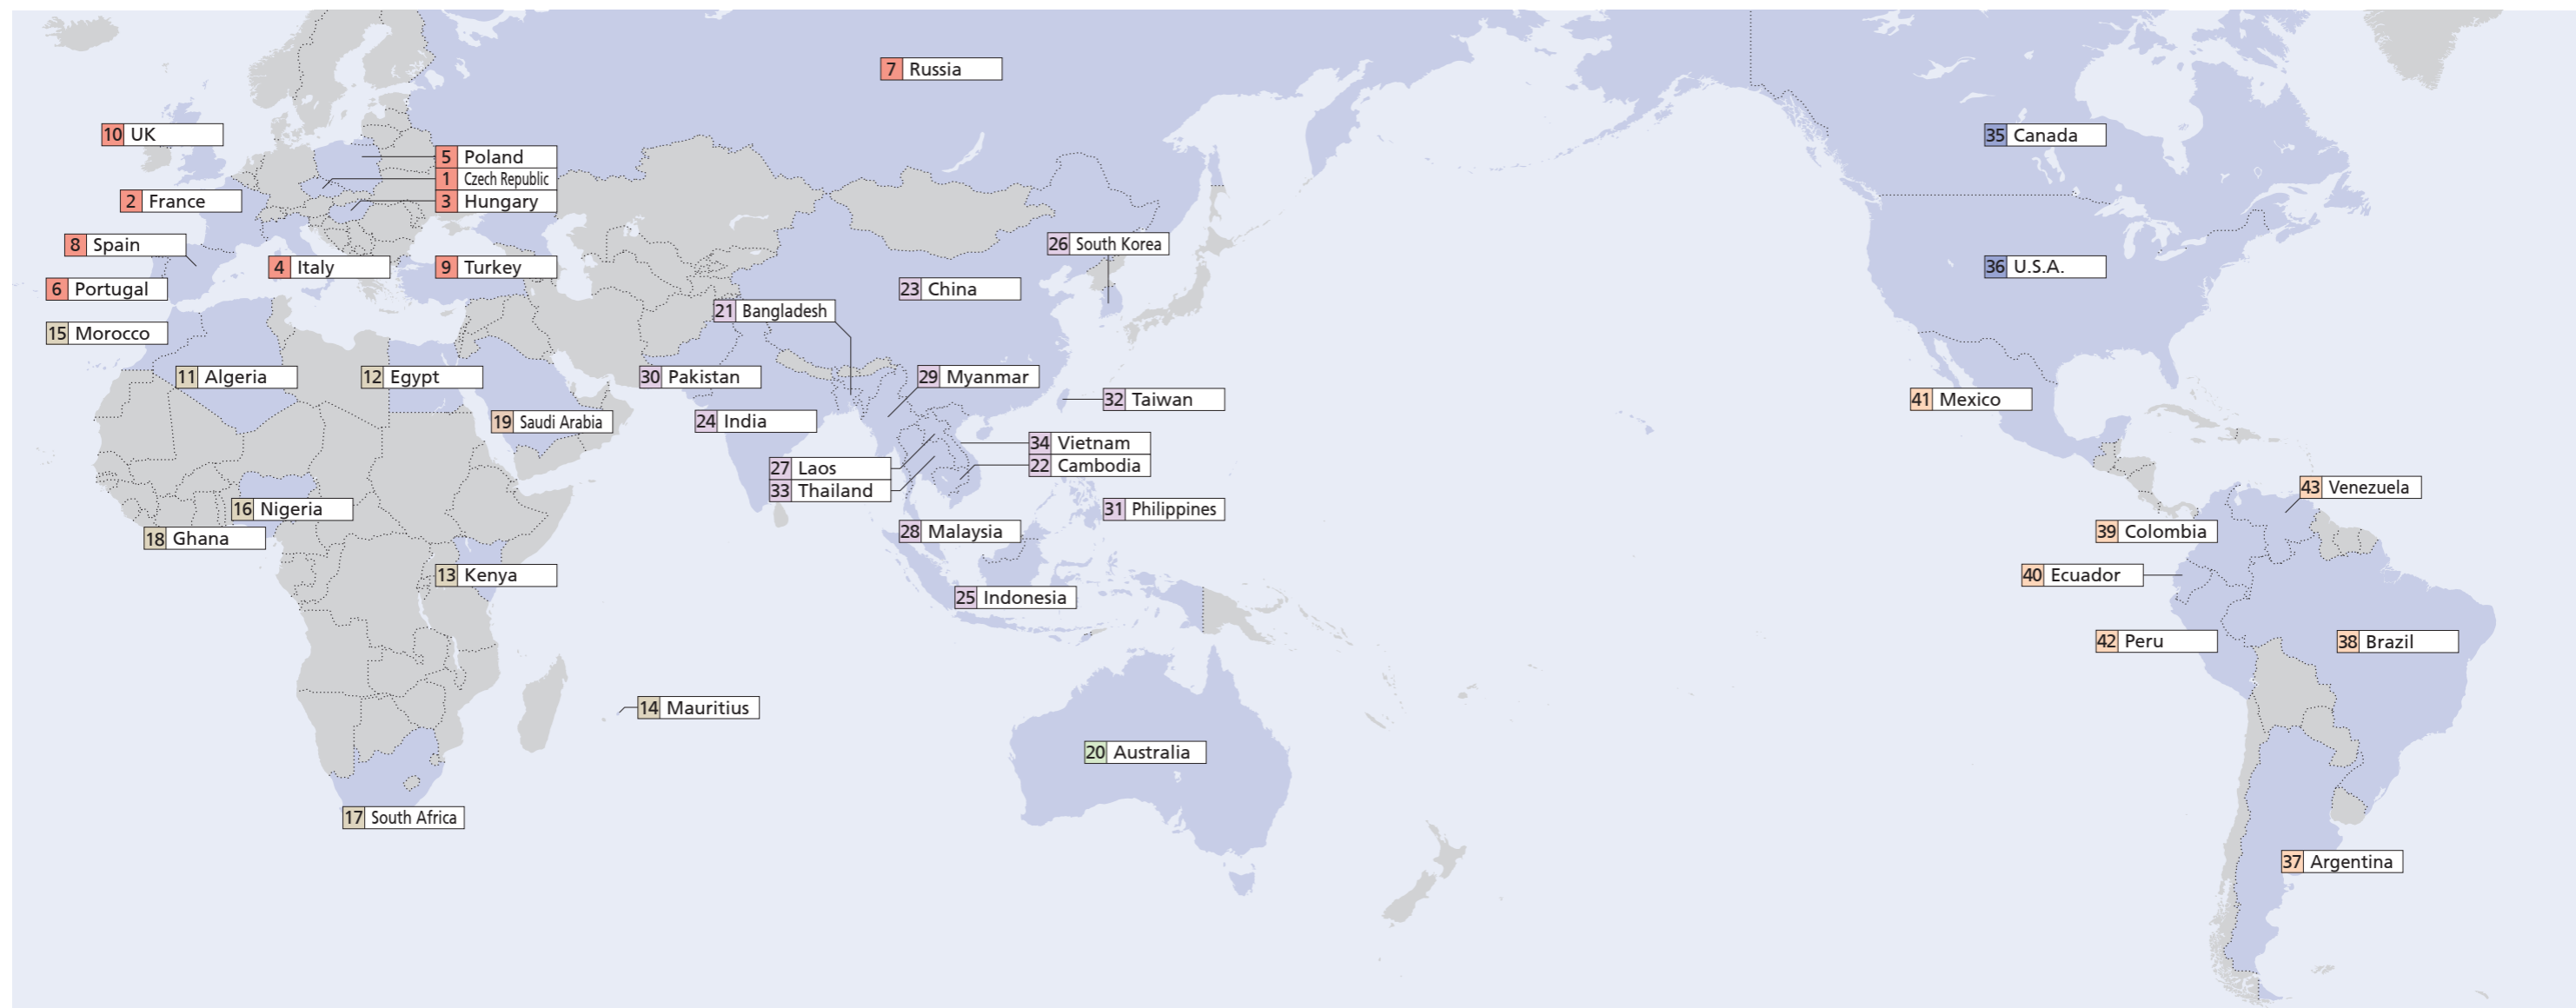 7 Russia
10 UK
35 Canada
5 Poland
1 Czech Republic
2 France
3 Hungary
8 Spain
26 South Korea
4 Italy
9 Turkey
36 U.S.A.
6 Portugal
23 China
21 Bangladesh
15 Morocco
11 Algeria
12 Egypt
30 Pakistan
29 Myanmar
32 Taiwan
41 Mexico
19 Saudi Arabia
24 India
34 Vietnam
27 Laos
22 Cambodia
33 Thailand
43 Venezuela
16 Nigeria
31 Philippines
18 Ghana
28 Malaysia
39 Colombia
13 Kenya
40 Ecuador
25 Indonesia
42 Peru
38 Brazil
14 Mauritius
20 Australia
17 South Africa
37 Argentina